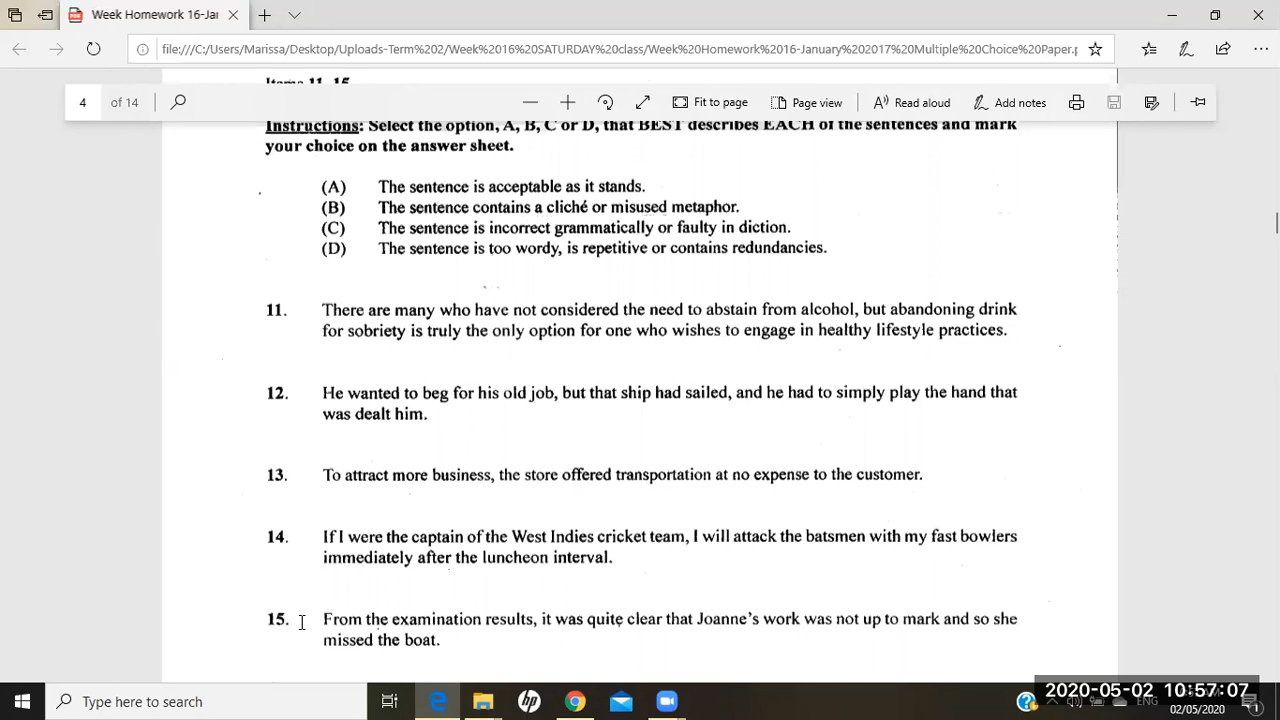 Week Homework 16-Ja
file:///C:/Users/Marissa/Desktop/Uploads-Term%202/Week%2016%20SATURDAY%20class/Week%20Homework%2016-January%202017%20Multiple%20Choice%20Paper.p
Items 11-15
4 of 14
Fit to page
Page view
Read aloud
Add notes
Instructions: Select the option, A, B, C or D, that BEST describes EACH of the sentences and mark
your choice on the answer sheet.
(A) The sentence is acceptable as it stands.
(B) The sentence contains a cliché or misused metaphor.
(C) The sentence is incorrect grammatically or faulty in diction.
(D) The sentence is too wordy, is repetitive or contains redundancies.
11. There are many who have not considered the need to abstain from alcohol, but abandoning drink
for sobriety is truly the only option for one who wishes to engage in healthy lifestyle practices.
12. He wanted to beg for his old job, but that ship had sailed, and he had to simply play the hand that
was dealt him.
13. To attract more business, the store offered transportation at no expense to the customer.
14. If I were the captain of the West Indies cricket team, I will attack the batsmen with my fast bowlers
immediately after the luncheon interval.
15. From the examination results, it was quite clear that Joanne's work was not up to mark and so she
missed the boat.
Type here to search
hp
ENG
2020-05-02 10:57:07
02/05/2020